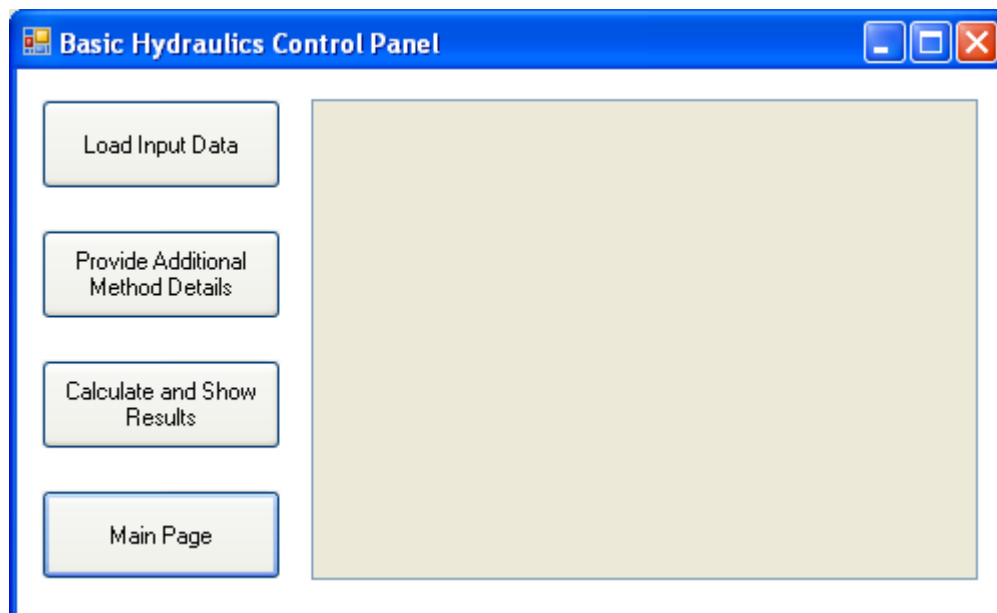 Basic Hydraulics Control Panel
Load Input Data
Provide Additional
Method Details
Calculate and Show
Results
Main Page